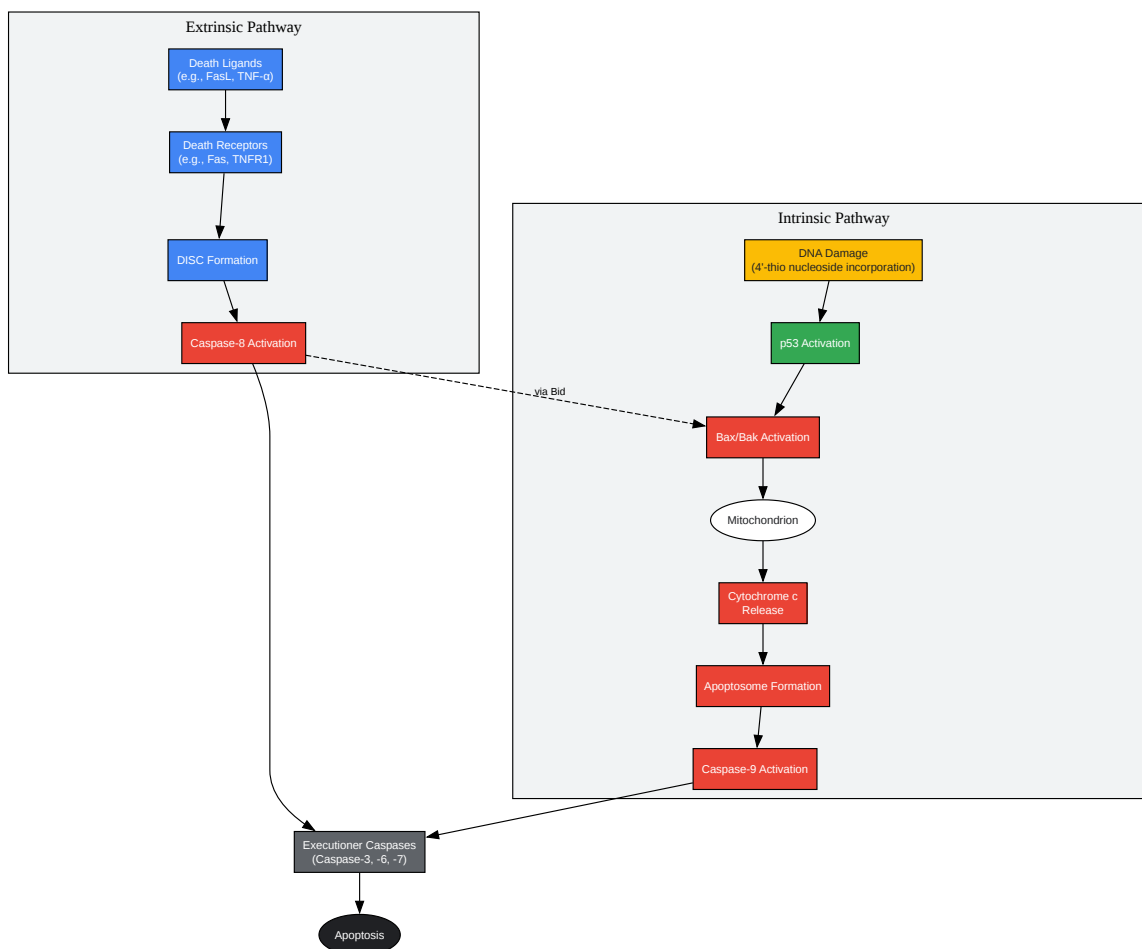 Extrinsic Pathway
Death Ligands
(e.g., FasL, TNF-α)
Death Receptors
(e.g., Fas, TNFR1)
DISC Formation
Caspase-8 Activation
via Bid
Intrinsic Pathway
DNA Damage
(4'-thio nucleoside incorporation)
p53 Activation
Bax/Bak Activation
Mitochondrion
Cytochrome c
Release
Apoptosome Formation
Caspase-9 Activation
Executioner Caspases
(Caspase-3, -6, -7)
Apoptosis